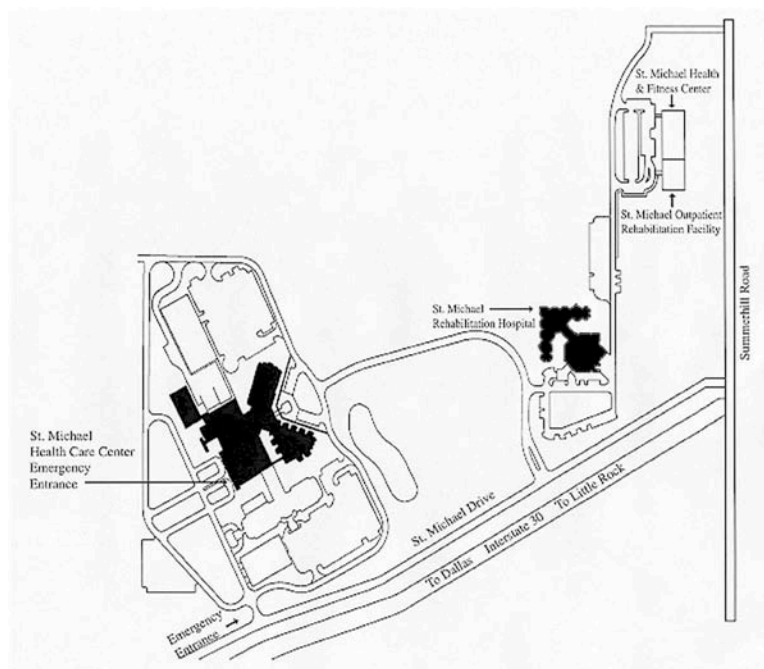 St. Michael Health
& Fitness Center
St. Michael Outpatient
Rehabilitation Facility
Summerhill Road
St. Michael
Rehabilitation Hospital
St. Michael
Health Care Center
Emergency
Entrance
St. Michael Drive
To Dallas Interstate 30 To Little Rock
Emergency
Entrance